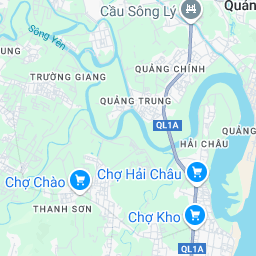 Cầu Sông Lý
Quản
Sông Yên
UNG
TRƯỜNG GIANG
QUẢNG CHÍNH
QUẢNG TRUNG
QL1A
HẢI CHÂU
QUẢNG
Chợ Hải Châu
Chợ Chào
THANH SƠN
Chợ Kho
QL1A